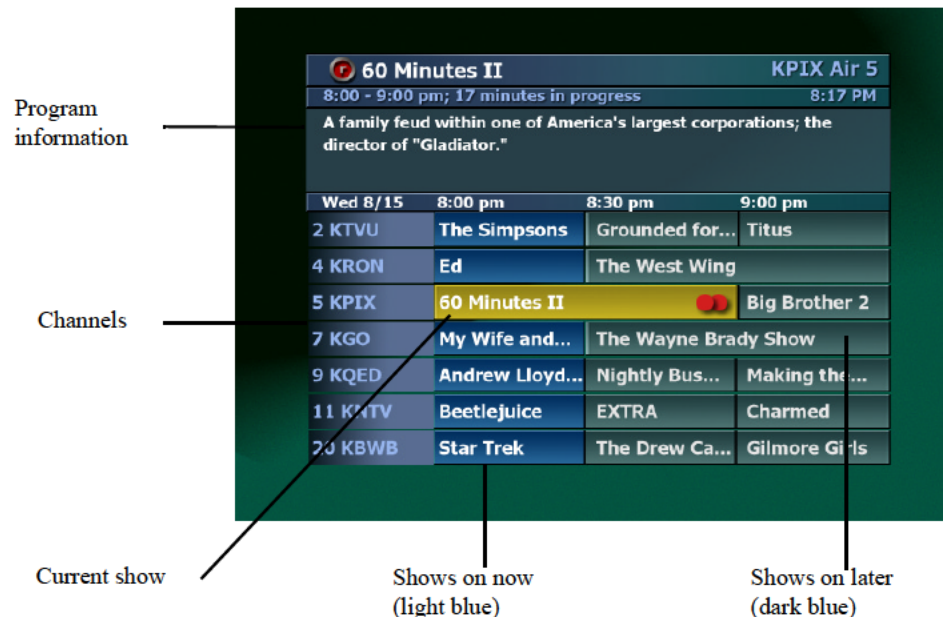 r 60 Minutes II KPIX Air 5
8:00 - 9:00 pm; 17 minutes in progress 8:17 PM
Program
information
A family feud within one of America's largest corporations; the
director of "Gladiator."
Wed 8/15 8:00 pm 8:30 pm 9:00 pm
2 KTVU The Simpsons Grounded for... Titus
4 KRON Ed The West Wing
5 KPIX 60 Minutes II Big Brother 2
Channels
7 KGO My Wife and... The Wayne Brady Show
9 KQED Andrew Lloyd... Nightly Bus... Making the...
11 KNTV Beetlejuice EXTRA Charmed
20 KBWB Star Trek The Drew Ca... Gilmore Girls
Current show
Shows on now
(light blue)
Shows on later
(dark blue)